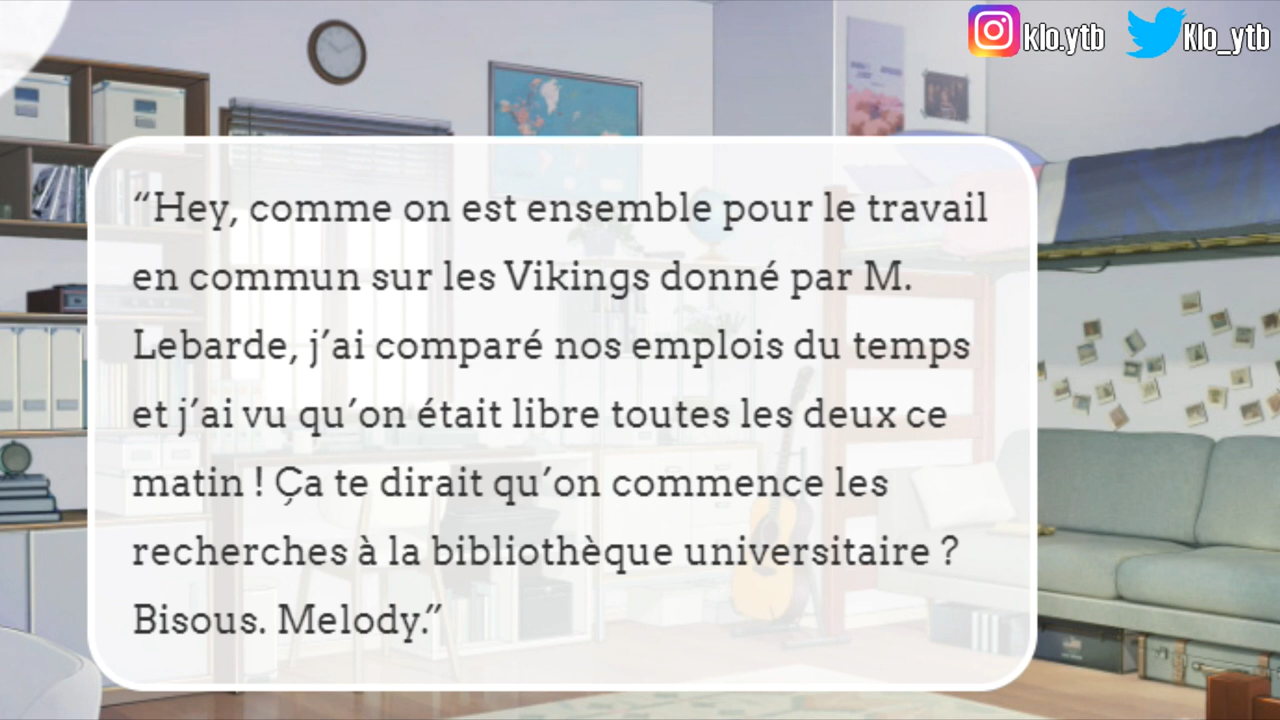 klo.ytb Klo_ytb
“Hey, comme on est ensemble pour le travail
en commun sur les Vikings donné par M.
Lebarde, j’ai comparé nos emplois du temps
et j’ai vu qu’on était libre toutes les deux ce
matin ! Ça te dirait qu’on commence les
recherches à la bibliothèque universitaire ?
Bisous. Melody.”